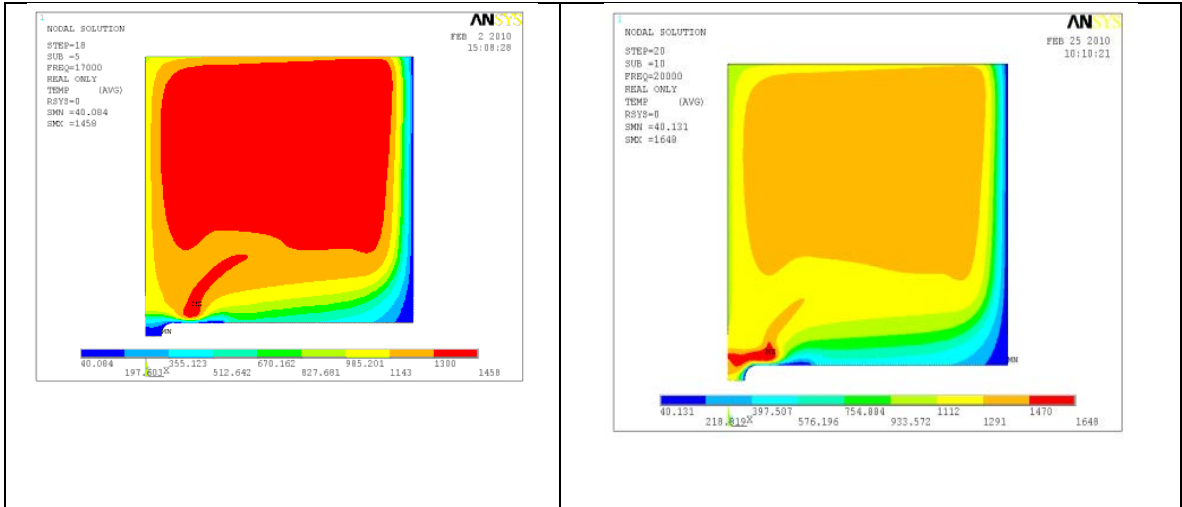 1
ANSYS
NODAL SOLUTION
FEB 2 2010
15:08:28
STEP=18
SUB =5
FREQ=17000
REAL ONLY
TEMP (AVG)
RSYS=0
SMN =40.084
SMX =1458
MN
40.084 355.123 670.162 985.201 1300
197.603 512.642 827.681 1143 1458
X
1
ANSYS
NODAL SOLUTION
FEB 25 2010
10:10:21
STEP=20
SUB =10
FREQ=20000
REAL ONLY
TEMP (AVG)
RSYS=0
SMN =40.131
SMX =1648
MN
40.131 397.507 754.884 1112 1470
218.819 576.196 933.572 1291 1648
X